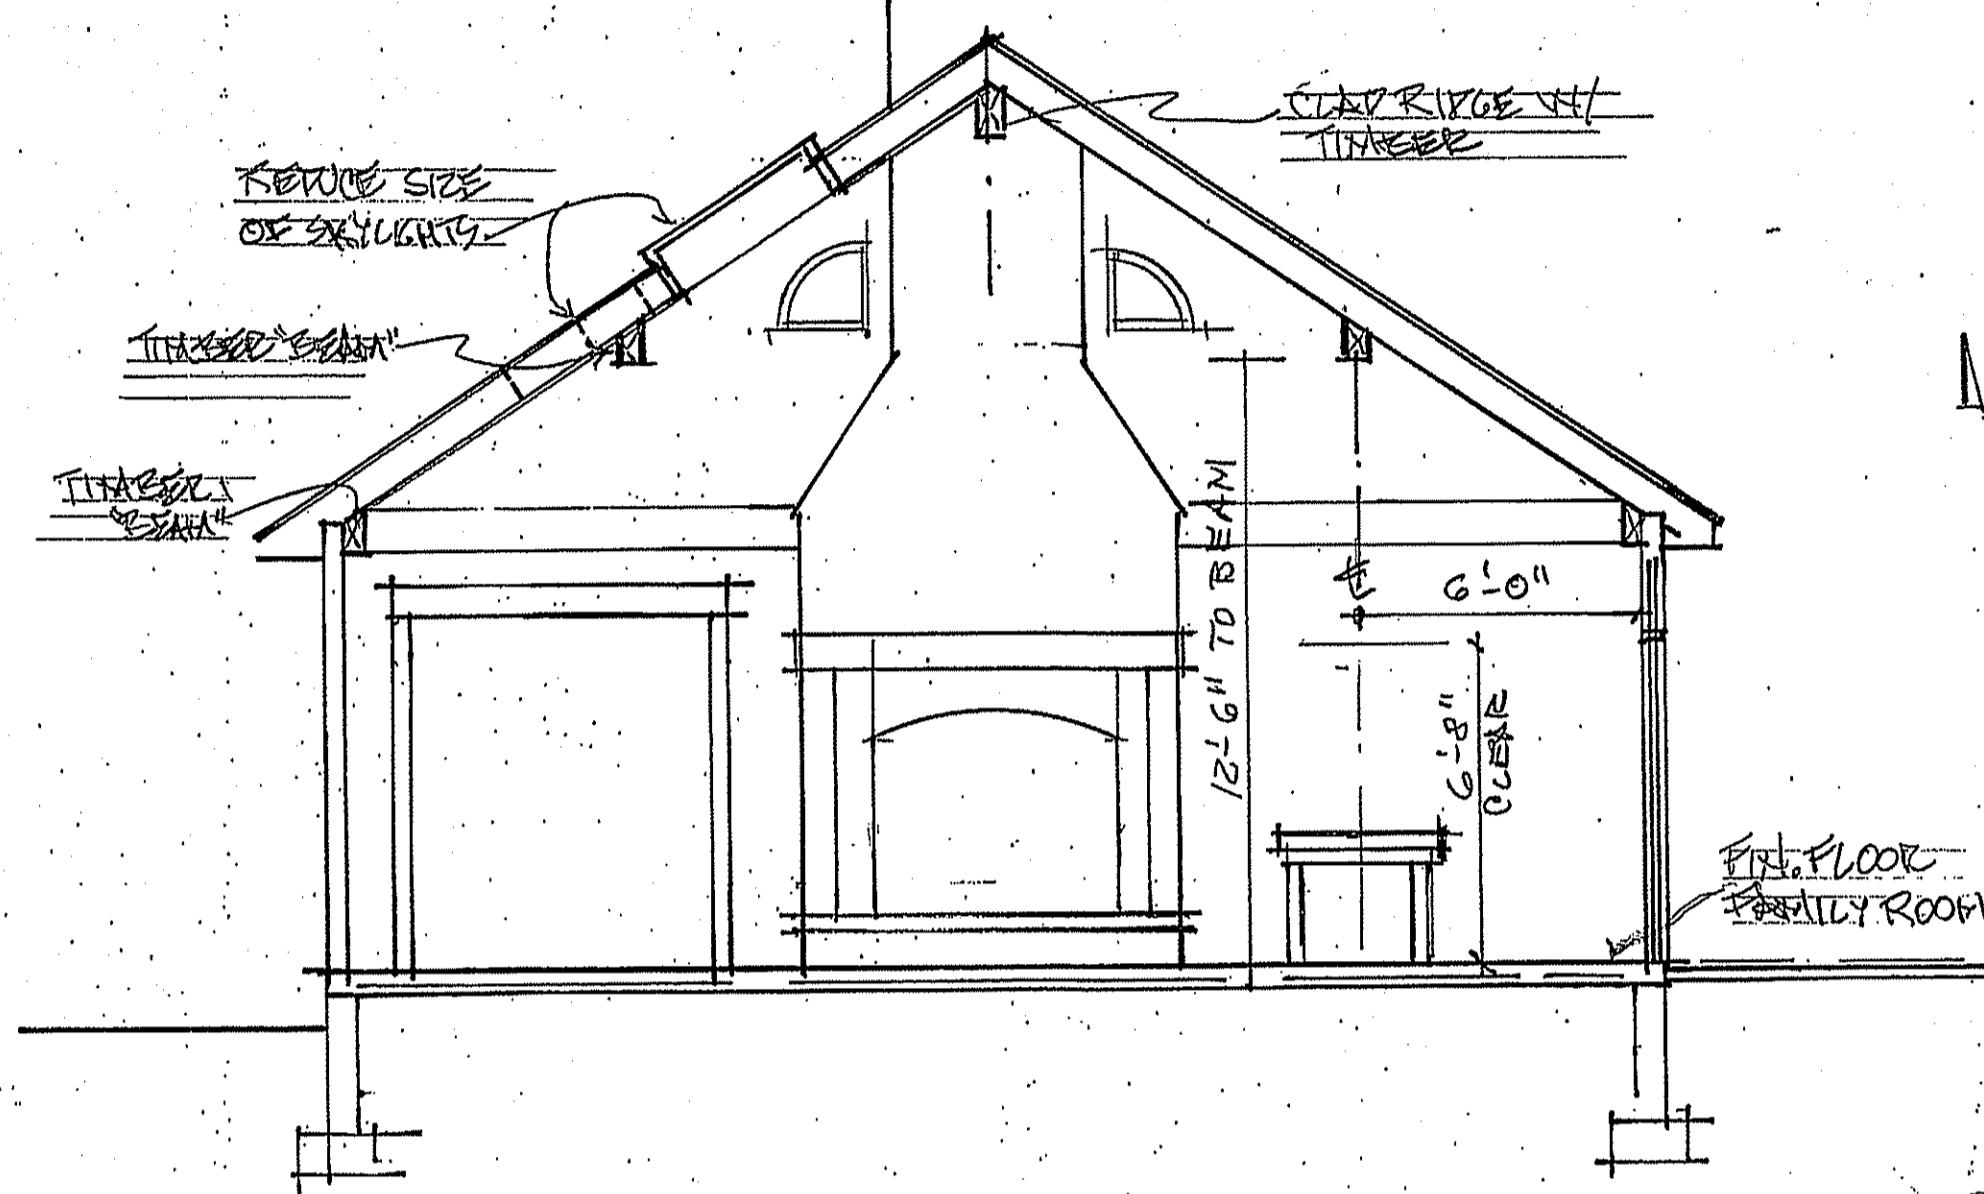 CLAD RIDGE W/
TIMBER
REDUCE SIZE
OF SKYLIGHTS
TIMBER "BEAM"
TIMBER
"BEAM"
12'-6" TO BEAM
℄
6'-0"
6'-8"
CLEAR
FIN. FLOOR
FAMILY ROOM